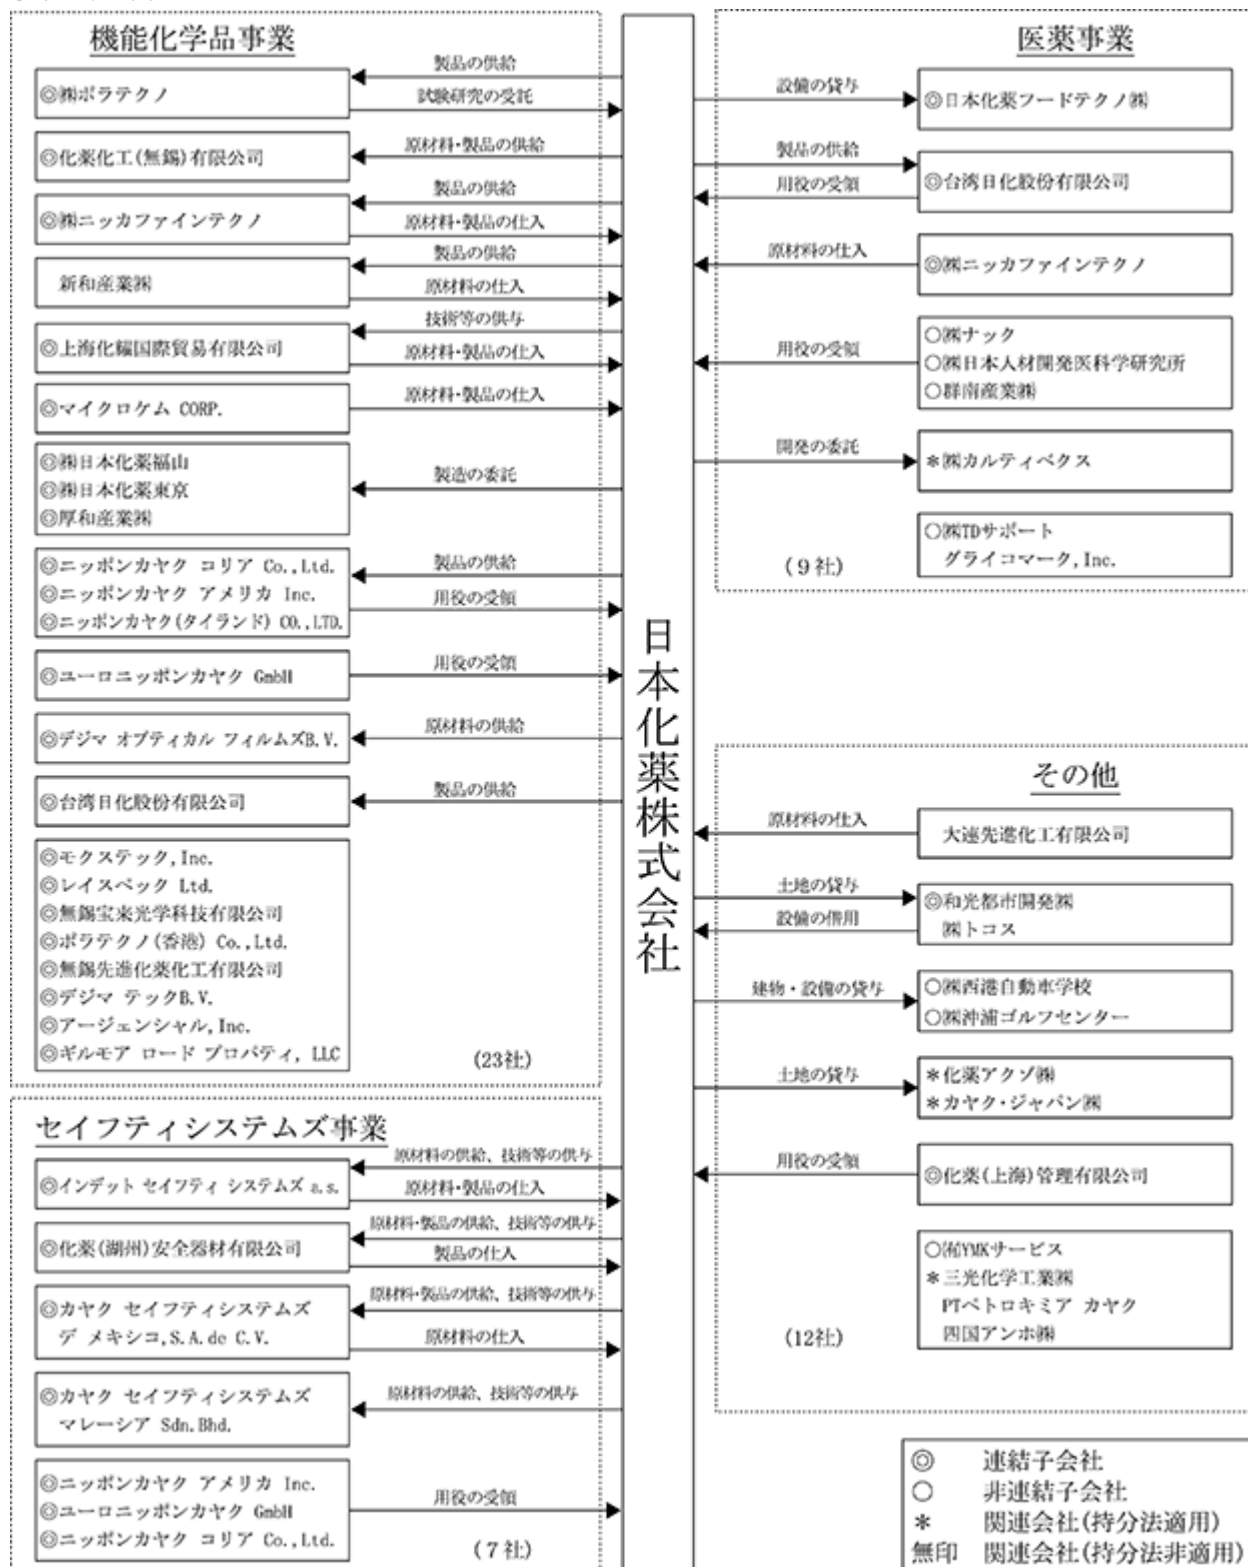 機能化学品事業
◎㈱ポラテクノ
製品の供給
試験研究の受託
◎化薬化工(無錫)有限公司
原材料・製品の供給
◎㈱ニッカファインテクノ
製品の供給
原材料・製品の仕入
新和産業㈱
製品の供給
原材料の仕入
◎上海化耀国際貿易有限公司
技術等の供与
原材料・製品の仕入
◎マイクロケム CORP.
原材料・製品の仕入
◎㈱日本化薬福山
◎㈱日本化薬東京
◎厚和産業㈱
製造の委託
◎ニッポンカヤク コリア Co.,Ltd.
◎ニッポンカヤク アメリカ Inc.
◎ニッポンカヤク(タイランド) CO.,LTD.
製品の供給
用役の受領
◎ユーロニッポンカヤク GmbH
用役の受領
◎デジマ オプティカル フィルムズB.V.
原材料の供給
◎台湾日化股份有限公司
製品の供給
◎モクステック,Inc.
◎レイスペック Ltd.
◎無錫宝来光学科技有限公司
◎ポラテクノ(香港) Co.,Ltd.
◎無錫先進化薬化工有限公司
◎デジマ テックB.V.
◎アージェンシャル,Inc.
◎ギルモア ロード プロパティ, LLC
(23社)
セイフティシステムズ事業
◎インデット セイフティ システムズ a.s.
原材料の供給、技術等の供与
原材料・製品の仕入
◎化薬(湖州)安全器材有限公司
原材料・製品の供給、技術等の供与
製品の仕入
◎カヤク セイフティシステムズ
デ メキシコ,S.A.de C.V.
原材料・製品の供給、技術等の供与
原材料の仕入
◎カヤク セイフティシステムズ
マレーシア Sdn.Bhd.
原材料の供給、技術等の供与
◎ニッポンカヤク アメリカ Inc.
◎ユーロニッポンカヤク GmbH
◎ニッポンカヤク コリア Co.,Ltd.
用役の受領
(7社)
日本化薬株式会社
医薬事業
設備の貸与
◎日本化薬フードテクノ㈱
製品の供給
用役の受領
◎台湾日化股份有限公司
原材料の仕入
◎㈱ニッカファインテクノ
用役の受領
○㈱ナック
○㈱日本人材開発医科学研究所
○群南産業㈱
開発の委託
＊㈱カルティベクス
○㈱TDサポート
グライコマーク,Inc.
(9社)
その他
原材料の仕入
大連先進化工有限公司
土地の貸与
設備の併用
◎和光都市開発㈱
㈱トコス
建物・設備の貸与
○㈱西港自動車学校
○㈱沖浦ゴルフセンター
土地の貸与
＊化薬アクゾ㈱
＊カヤク・ジャパン㈱
用役の受領
◎化薬(上海)管理有限公司
○㈲YMKサービス
＊三光化学工業㈱
PTペトロキミア カヤク
四国アンホ㈱
(12社)
◎ 連結子会社
○ 非連結子会社
＊ 関連会社(持分法適用)
無印 関連会社(持分法非適用)